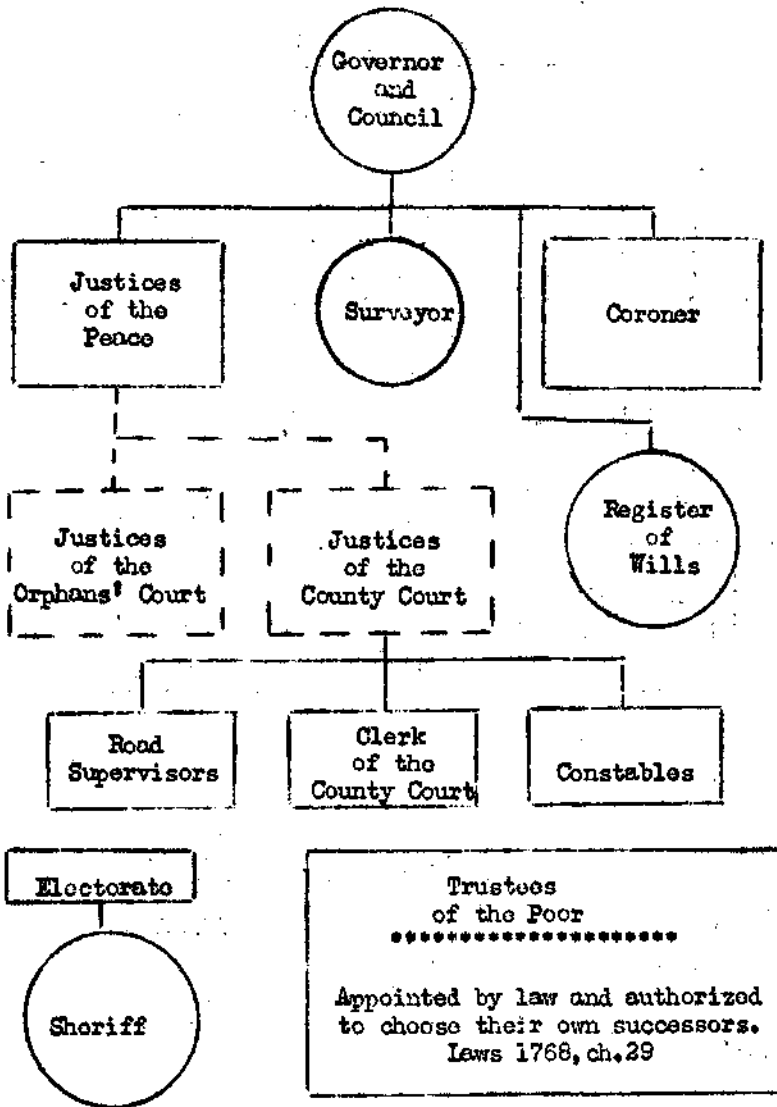 Governor
and
Council
Justices
of the
Peace
Surveyor
Coroner
Justices
of the
Orphans' Court
Justices
of the
County Court
Register
of
Wills
Road
Supervisors
Clerk
of the
County Court
Constables
Electorate
Sheriff
Trustees
of the Poor
*********************
Appointed by law and authorized
to choose their own successors.
Laws 1768, ch.29